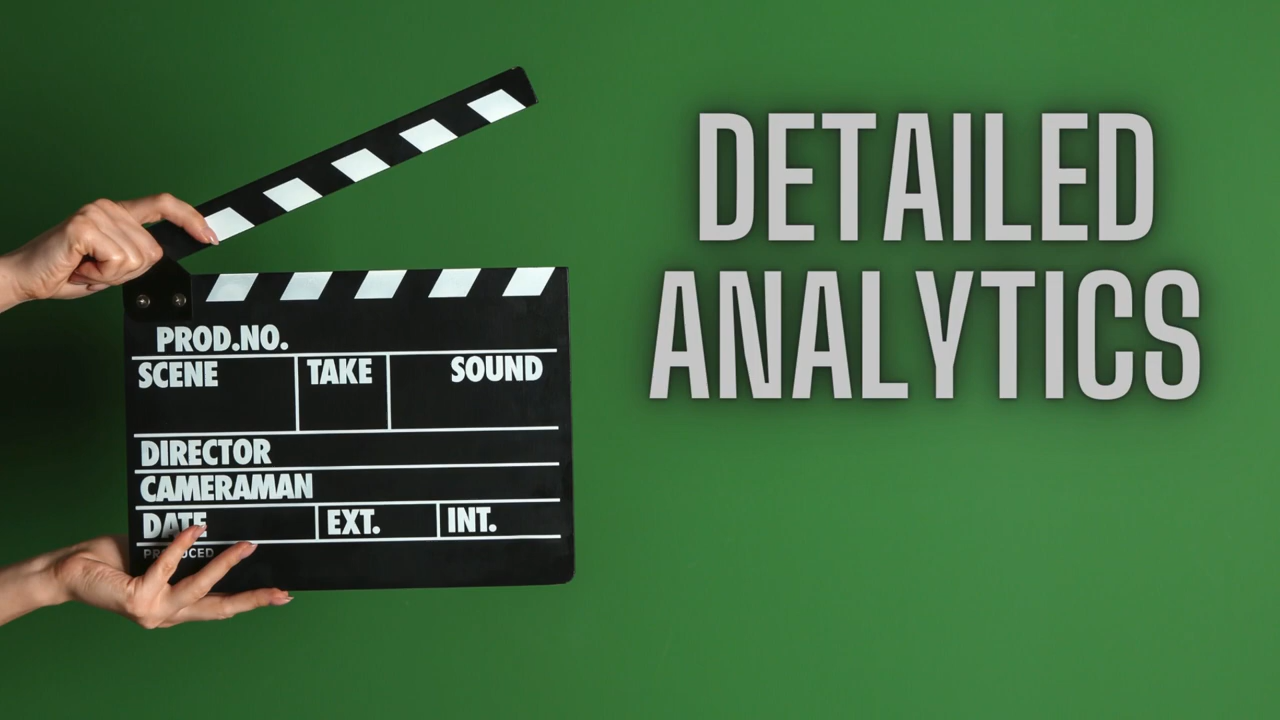 PROD.NO.
SCENE TAKE SOUND
DIRECTOR
CAMERAMAN
DATE EXT. INT.
DETAILED
ANALYTICS